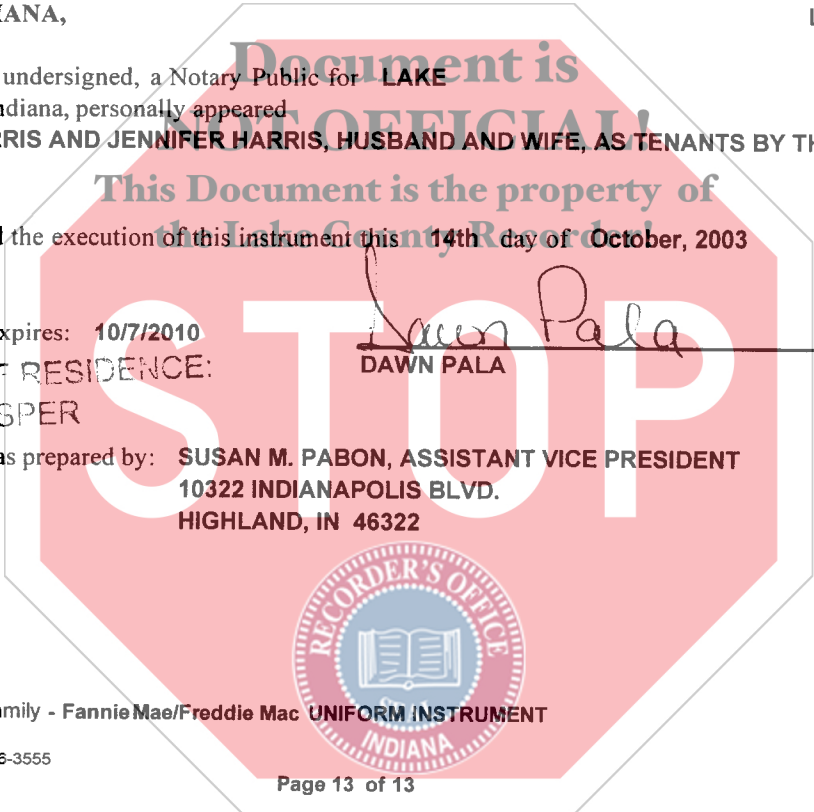 IANA,
L
Document is
undersigned, a Notary Public for LAKE
ndiana, personally appeared
NOT OFFICIAL!
RRIS AND JENNIFER HARRIS, HUSBAND AND WIFE, AS TENANTS BY TH
This Document is the property of
the Lake County Recorder!
the execution of this instrument this 14th day of October, 2003
STOP
Dawn Pala
xpires: 10/7/2010
DAWN PALA
F RESIDENCE:
SPER
as prepared by: SUSAN M. PABON, ASSISTANT VICE PRESIDENT
10322 INDIANAPOLIS BLVD.
HIGHLAND, IN 46322
RECORDER'S OFFICE
SEAL
INDIANA
mily - Fannie Mae/Freddie Mac UNIFORM INSTRUMENT
6-3555
Page 13 of 13